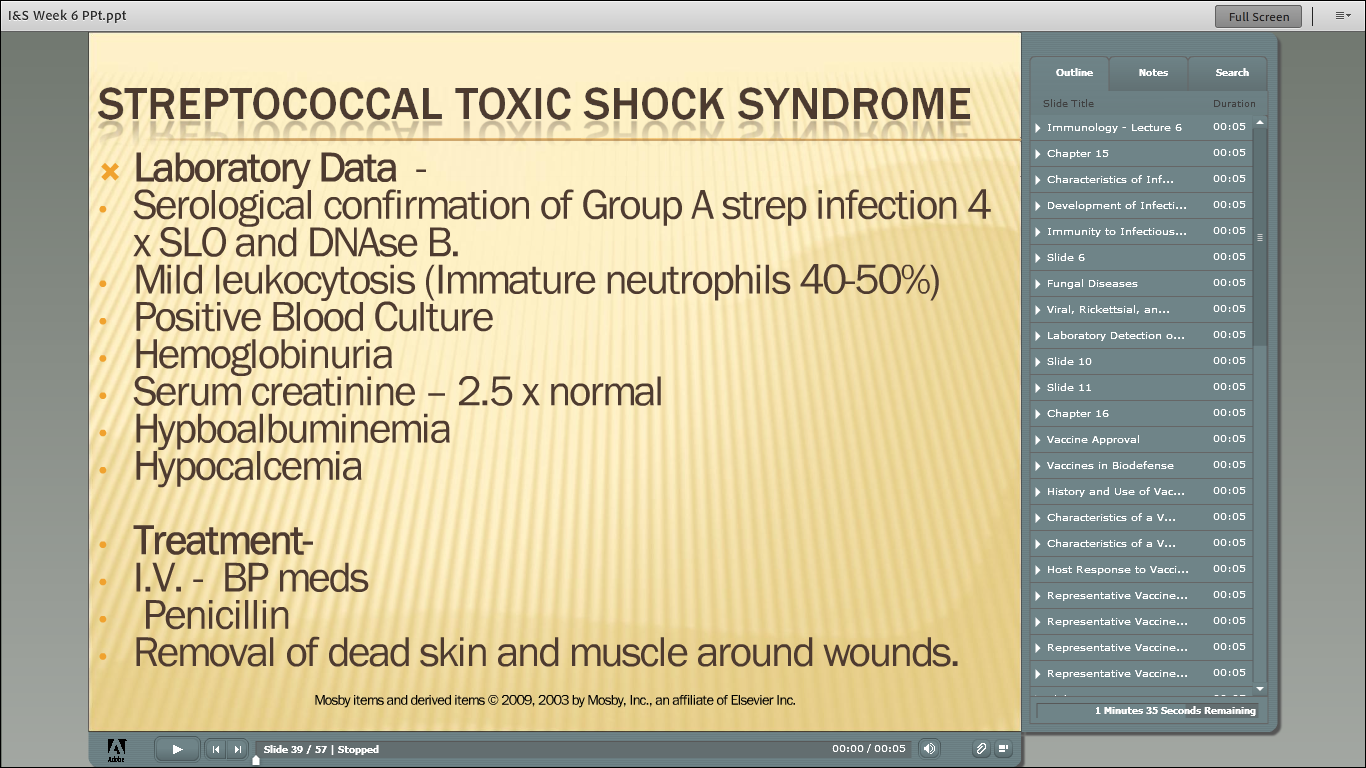 I&S Week 6 PPt.ppt
Full Screen
STREPTOCOCCAL TOXIC SHOCK SYNDROME
Laboratory Data -
Serological confirmation of Group A strep infection 4
x SLO and DNAse B.
Mild leukocytosis (Immature neutrophils 40-50%)
Positive Blood Culture
Hemoglobinuria
Serum creatinine – 2.5 x normal
Hypboalbuminemia
Hypocalcemia
Treatment-
I.V. - BP meds
Penicillin
Removal of dead skin and muscle around wounds.
Mosby items and derived items © 2009, 2003 by Mosby, Inc., an affiliate of Elsevier Inc.
Outline Notes Search
Slide Title Duration
Immunology - Lecture 6 00:05
Chapter 15 00:05
Characteristics of Inf... 00:05
Development of Infecti... 00:05
Immunity to Infectious... 00:05
Slide 6 00:05
Fungal Diseases 00:05
Viral, Rickettsial, an... 00:05
Laboratory Detection o... 00:05
Slide 10 00:05
Slide 11 00:05
Chapter 16 00:05
Vaccine Approval 00:05
Vaccines in Biodefense 00:05
History and Use of Vac... 00:05
Characteristics of a V... 00:05
Characteristics of a V... 00:05
Host Response to Vacci... 00:05
Representative Vaccine... 00:05
Representative Vaccine... 00:05
Representative Vaccine... 00:05
Representative Vaccine... 00:05
1 Minutes 35 Seconds Remaining
Adobe
Slide 39 / 57 | Stopped
00:00 / 00:05